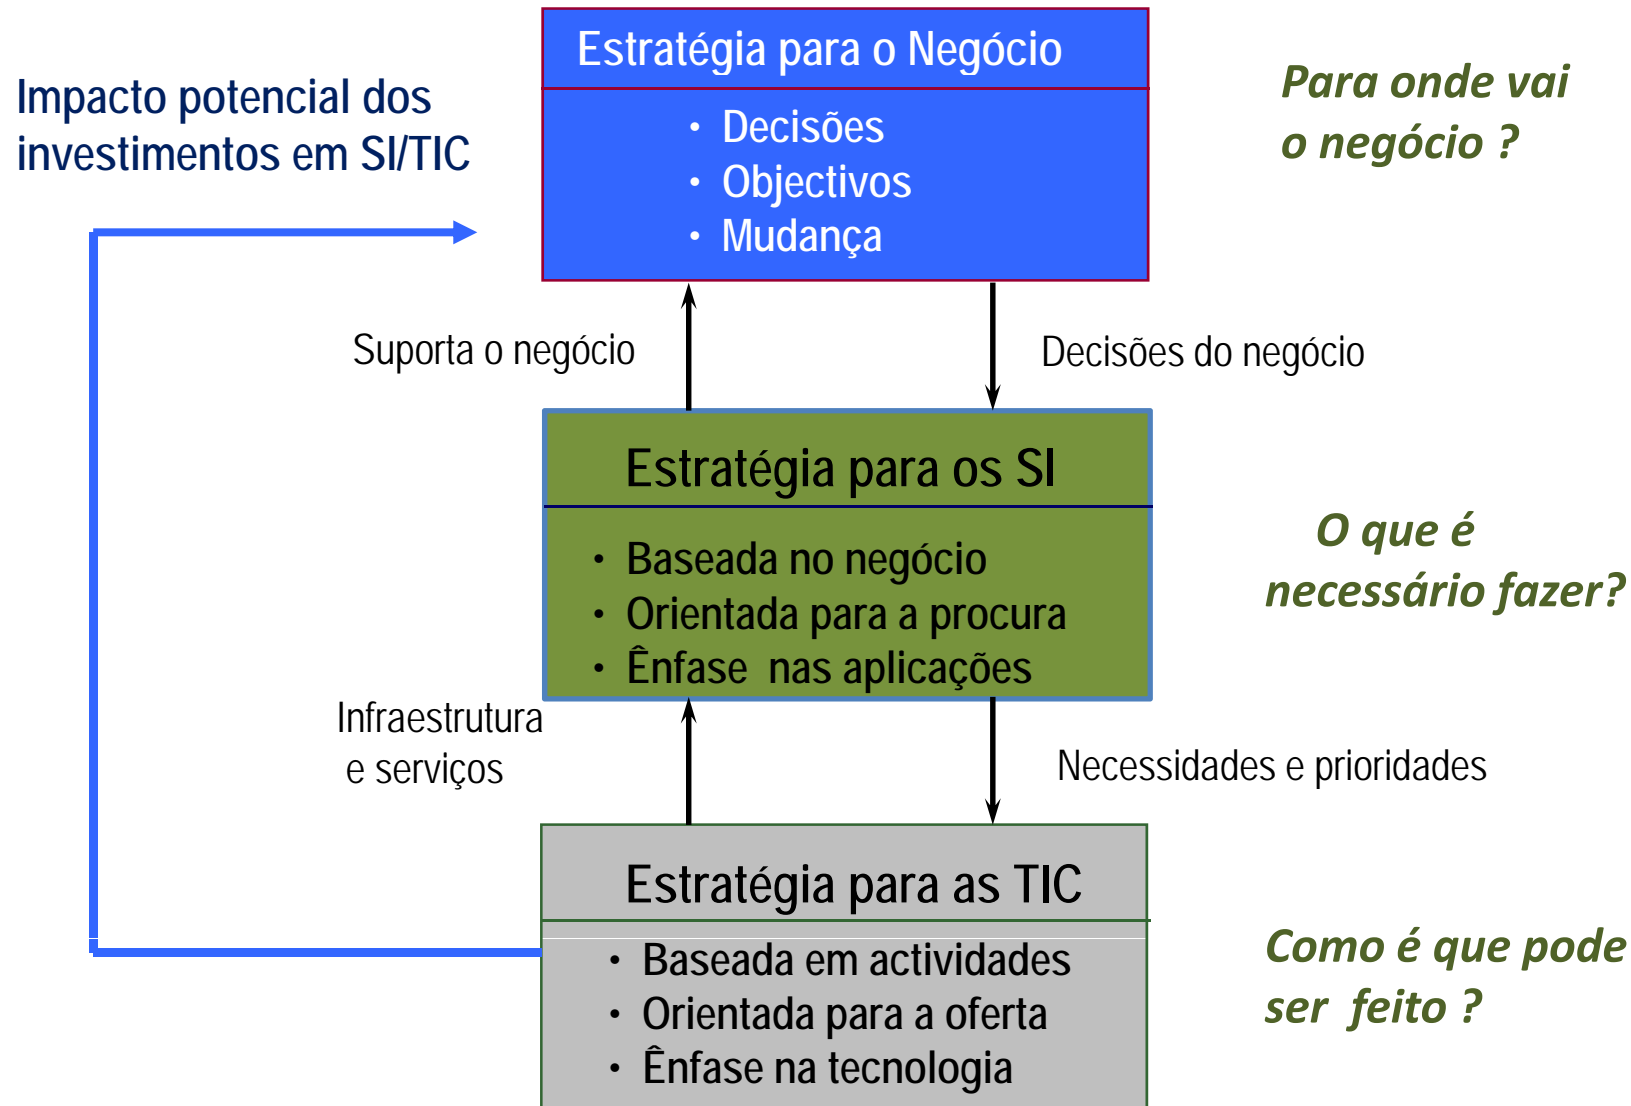 Estratégia para o Negócio
• Decisões
• Objectivos
• Mudança
Impacto potencial dos
investimentos em SI/TIC
Para onde vai
o negócio ?
Suporta o negócio
Decisões do negócio
Estratégia para os SI
• Baseada no negócio
• Orientada para a procura
• Ênfase nas aplicações
O que é
necessário fazer?
Infraestrutura
e serviços
Necessidades e prioridades
Estratégia para as TIC
• Baseada em actividades
• Orientada para a oferta
• Ênfase na tecnologia
Como é que pode
ser feito ?